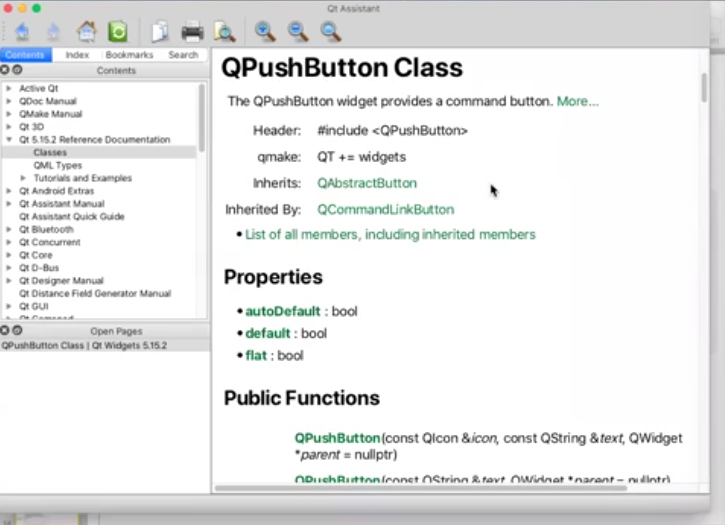 Qt Assistant
Contents
Index
Bookmarks
Search
Contents
Active Qt
QDoc Manual
QMake Manual
Qt 3D
Qt 5.15.2 Reference Documentation
Classes
QML Types
Tutorials and Examples
Qt Android Extras
Qt Assistant Manual
Qt Assistant Quick Guide
Qt Bluetooth
Qt Concurrent
Qt Core
Qt D-Bus
Qt Designer Manual
Qt Distance Field Generator Manual
Qt GUI
Open Pages
QPushButton Class | Qt Widgets 5.15.2
QPushButton Class
The QPushButton widget provides a command button. More...
Header: #include <QPushButton>
qmake: QT += widgets
Inherits: QAbstractButton
Inherited By: QCommandLinkButton
• List of all members, including inherited members
Properties
• autoDefault : bool
• default : bool
• flat : bool
Public Functions
QPushButton(const QIcon &icon, const QString &text, QWidget
*parent = nullptr)
QPushButton(const QString &text, QWidget *parent = nullptr)